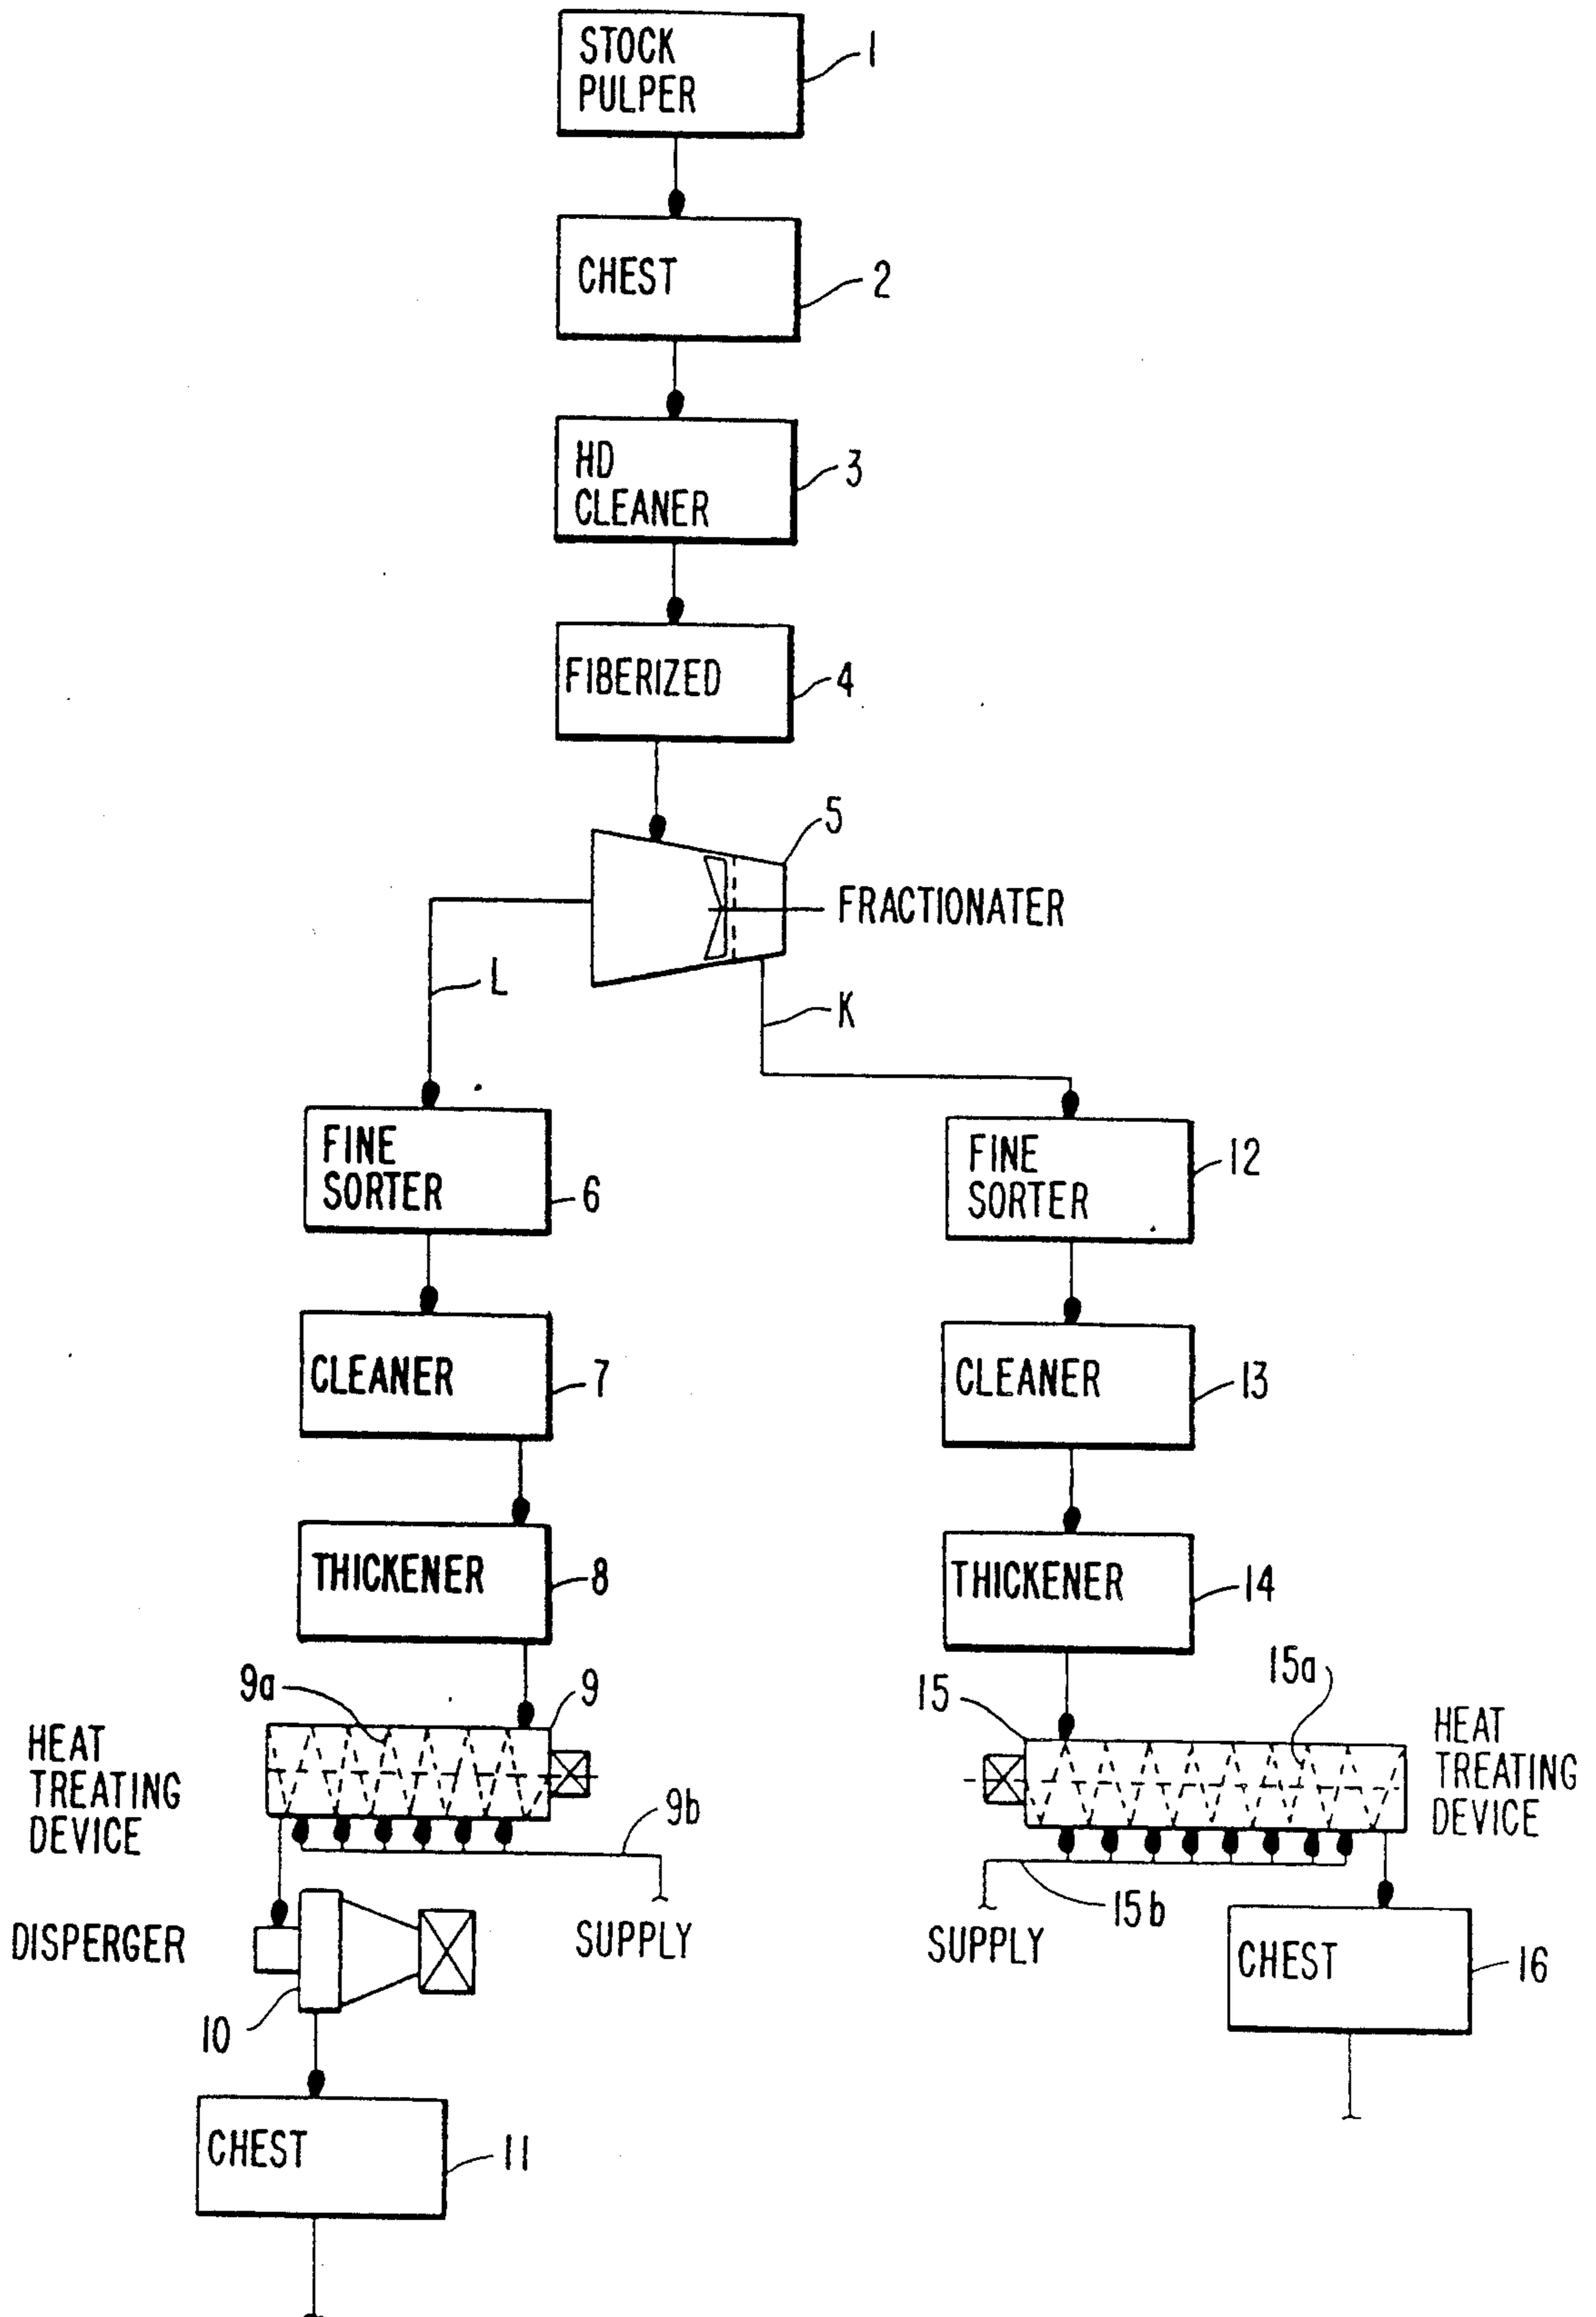 STOCK
PULPER
1
CHEST
2
HD
CLEANER
3
FIBERIZED
4
5
FRACTIONATER
L
K
FINE
SORTER
6
FINE
SORTER
12
CLEANER
7
CLEANER
13
THICKENER
8
THICKENER
14
9a
9
HEAT
TREATING
DEVICE
9b
SUPPLY
15
15a
HEAT
TREATING
DEVICE
15b
SUPPLY
DISPERGER
10
CHEST
16
CHEST
11